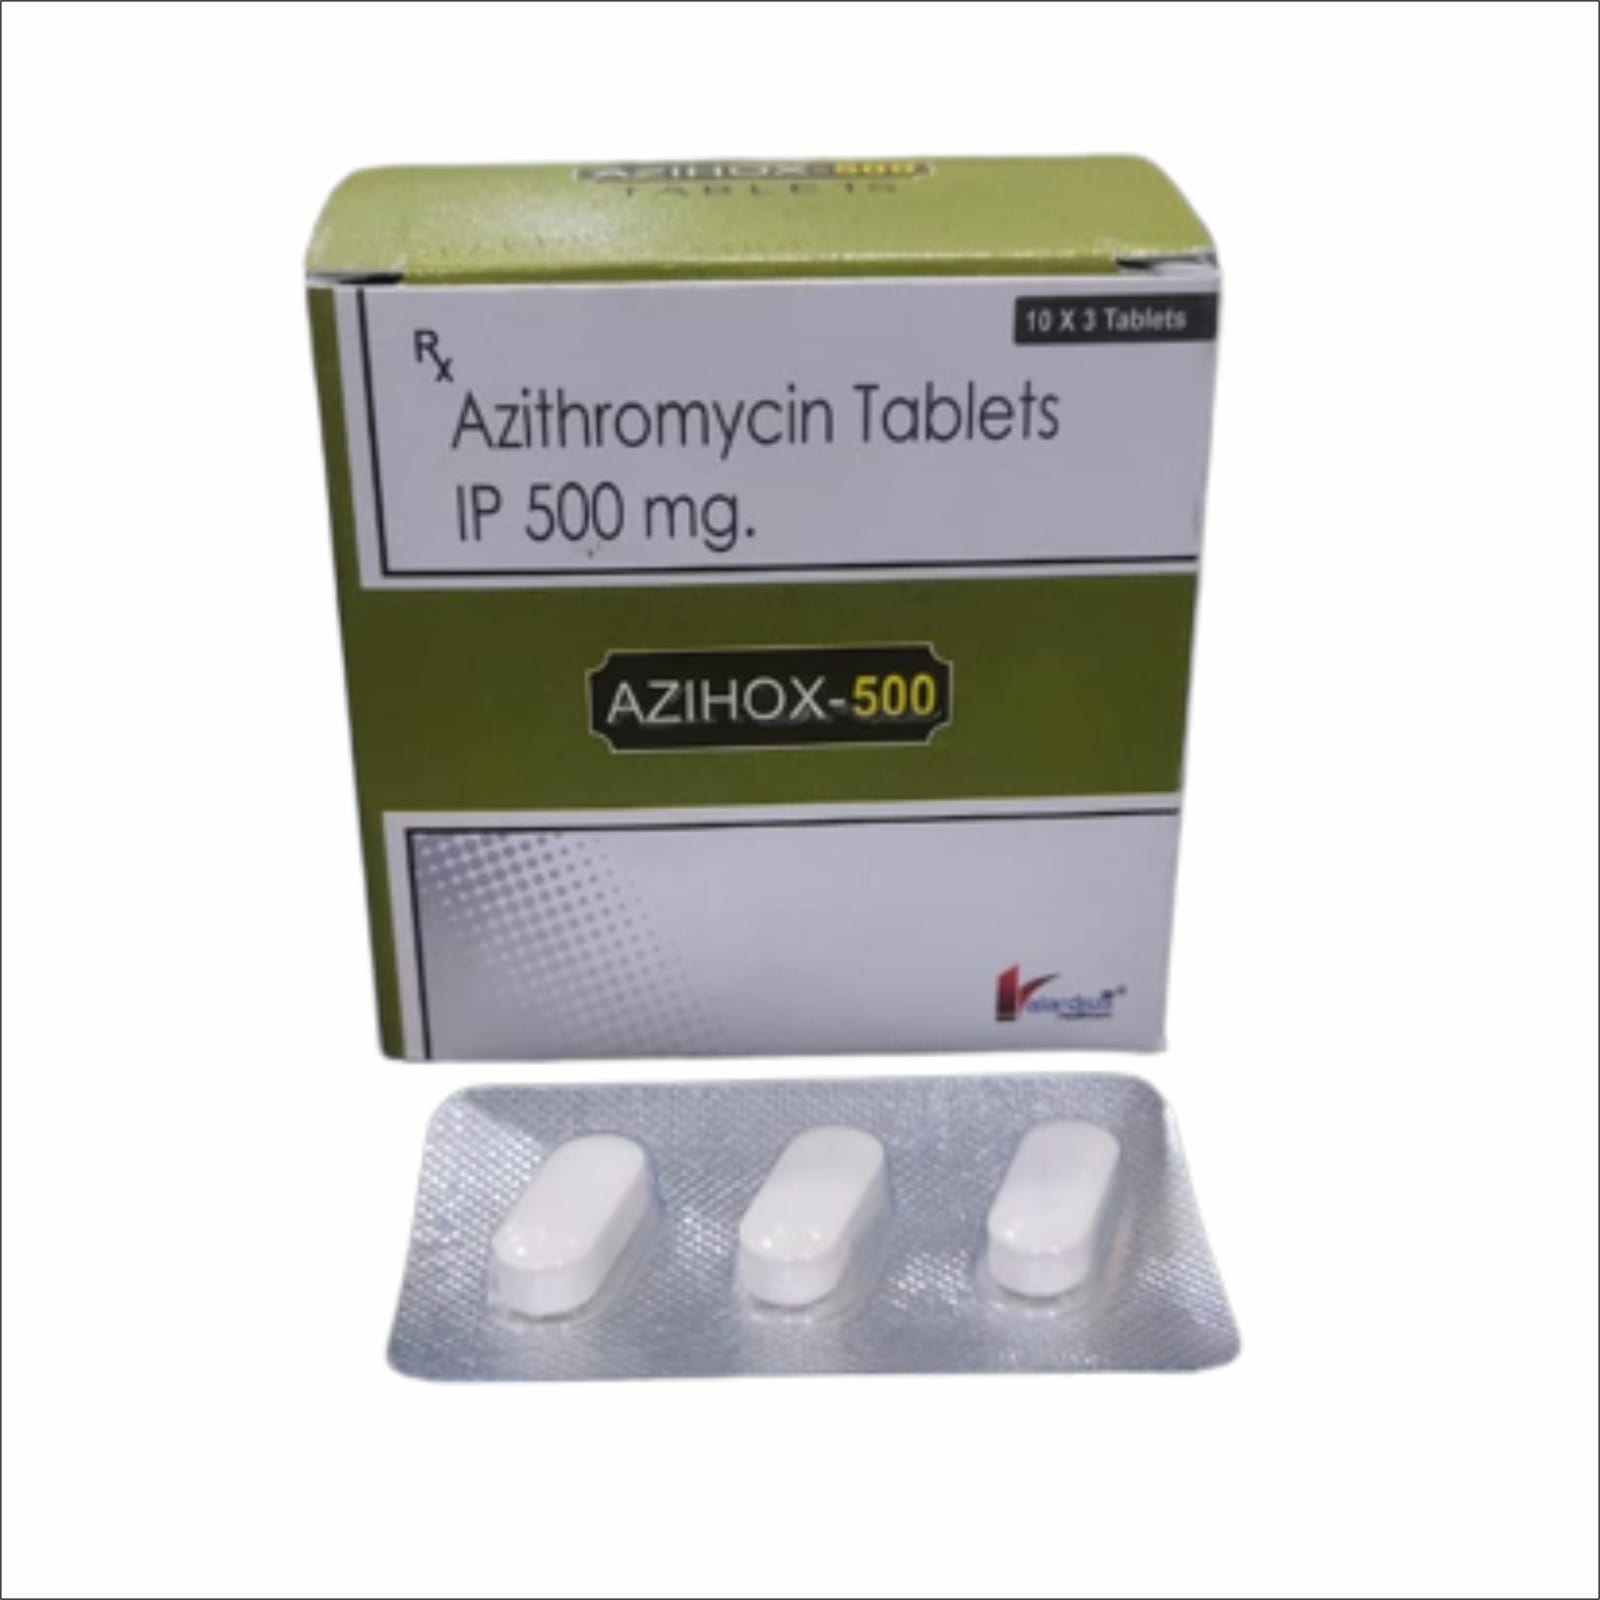 AZIHOX-500
TABLETS
10 X 3 Tablets
Rx
Azithromycin Tablets
IP 500 mg.
AZIHOX-500